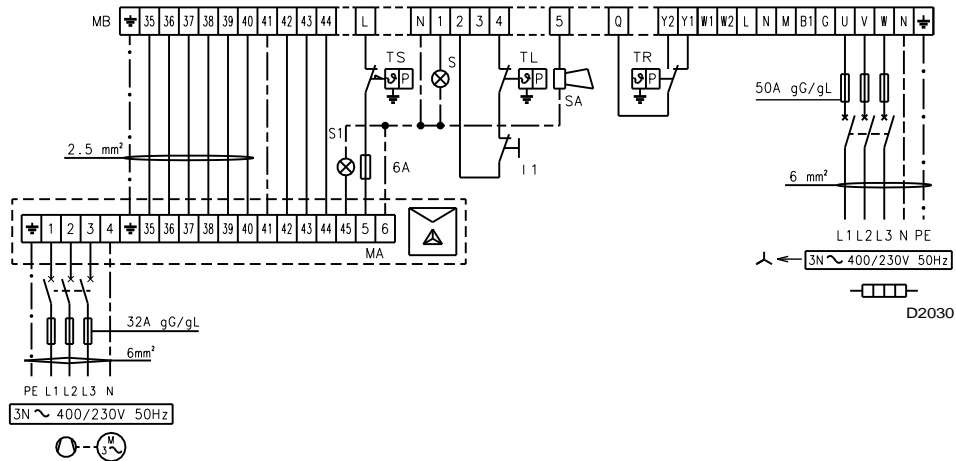 MB 35 36 37 38 39 40 41 42 43 44 L N 1 2 3 4 5 Q Y2 Y1 W1 W2 L N M B1 G U V W N
TS P S TL P SA TR P
50A gG/gL
S1
6A
I1
2.5 mm²
6 mm²
1 2 3 4 35 36 37 38 39 40 41 42 43 44 45 5 6
MA
L1 L2 L3 N PE
3N ~ 400/230V 50Hz
D2030
32A gG/gL
6mm²
PE L1 L2 L3 N
3N ~ 400/230V 50Hz
M
3~